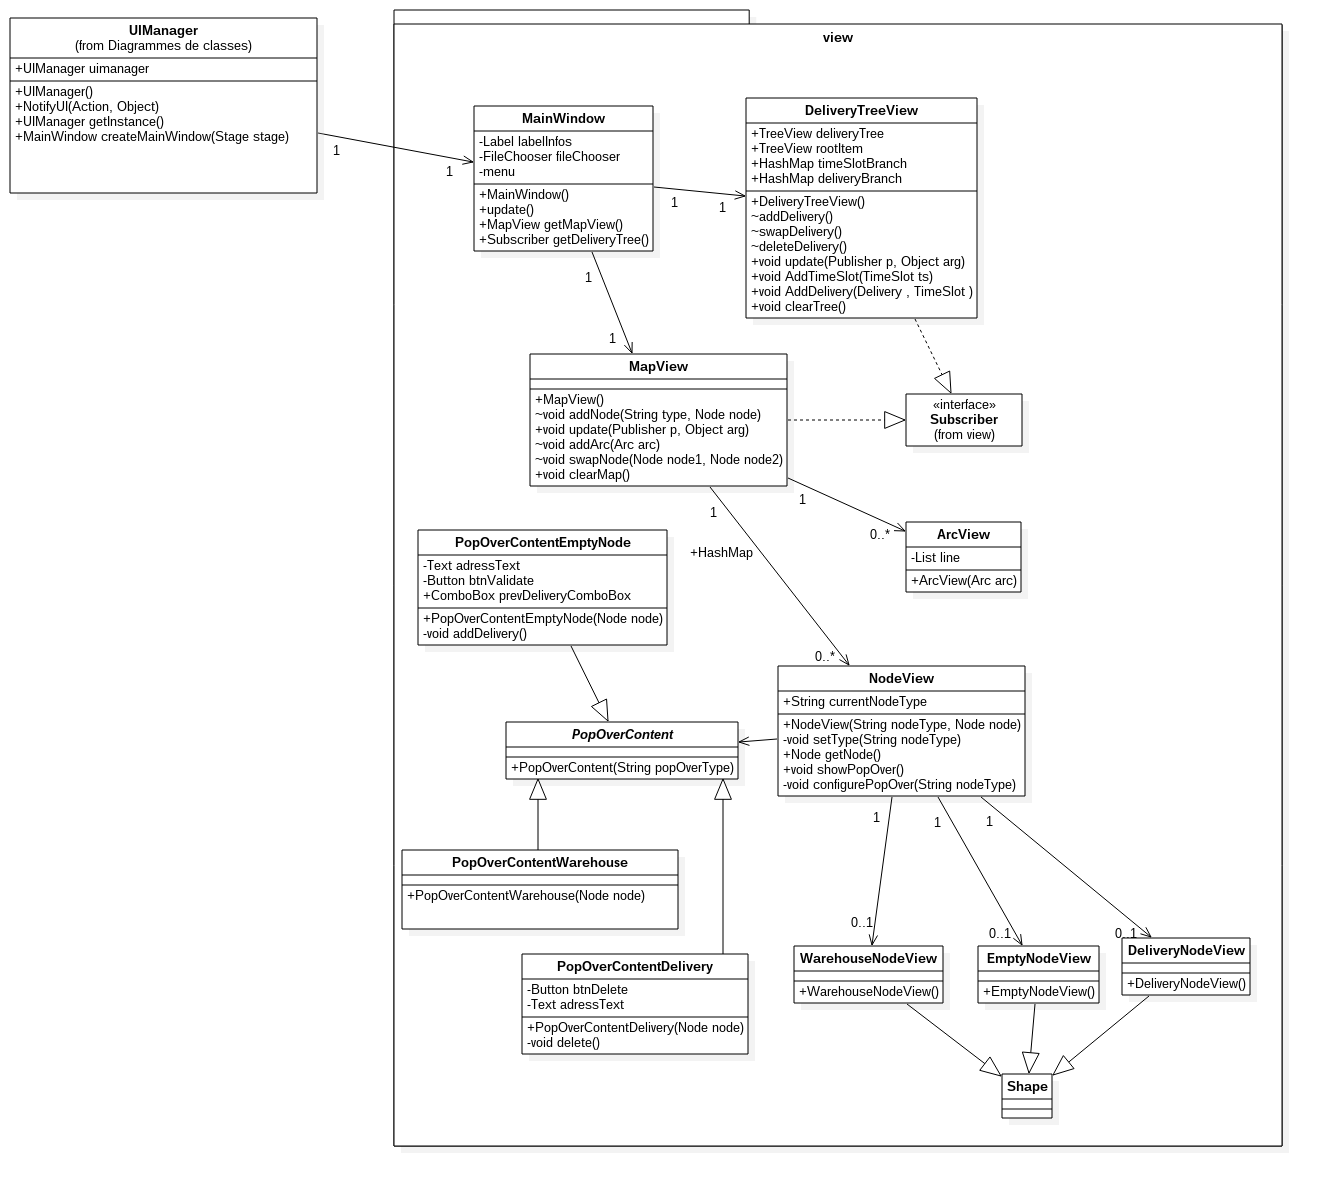 UIManager
(from Diagrammes de classes)
+UIManager uimanager
+UIManager()
+NotifyUI(Action, Object)
+UIManager getInstance()
+MainWindow createMainWindow(Stage stage)
1
1
view
MainWindow
-Label labelInfos
-FileChooser fileChooser
-menu
+MainWindow()
+update()
+MapView getMapView()
+Subscriber getDeliveryTree()
1
1
DeliveryTreeView
+TreeView deliveryTree
+TreeView rootItem
+HashMap timeSlotBranch
+HashMap deliveryBranch
+DeliveryTreeView()
~addDelivery()
~swapDelivery()
~deleteDelivery()
+void update(Publisher p, Object arg)
+void AddTimeSlot(TimeSlot ts)
+void AddDelivery(Delivery , TimeSlot )
+void clearTree()
1
1
MapView
+MapView()
~void addNode(String type, Node node)
+void update(Publisher p, Object arg)
~void addArc(Arc arc)
~void swapNode(Node node1, Node node2)
+void clearMap()
«interface»
Subscriber
(from view)
1
0..*
1
+HashMap
0..*
ArcView
-List line
+ArcView(Arc arc)
PopOverContentEmptyNode
-Text adressText
-Button btnValidate
+ComboBox prevDeliveryComboBox
+PopOverContentEmptyNode(Node node)
-void addDelivery()
NodeView
+String currentNodeType
+NodeView(String nodeType, Node node)
-void setType(String nodeType)
+Node getNode()
+void showPopOver()
-void configurePopOver(String nodeType)
PopOverContent
+PopOverContent(String popOverType)
1
1
1
0..1
0..1
0..1
PopOverContentWarehouse
+PopOverContentWarehouse(Node node)
PopOverContentDelivery
-Button btnDelete
-Text adressText
+PopOverContentDelivery(Node node)
-void delete()
WarehouseNodeView
+WarehouseNodeView()
EmptyNodeView
+EmptyNodeView()
DeliveryNodeView
+DeliveryNodeView()
Shape